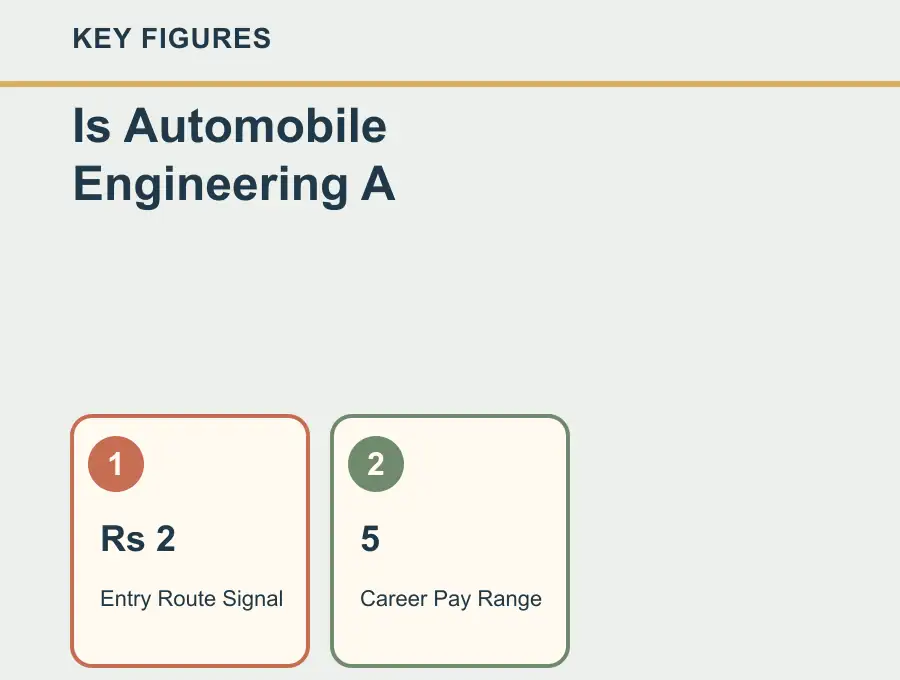 KEY FIGURES
Is Automobile
Engineering A
1
Rs 2
Entry Route Signal
2
5
Career Pay Range